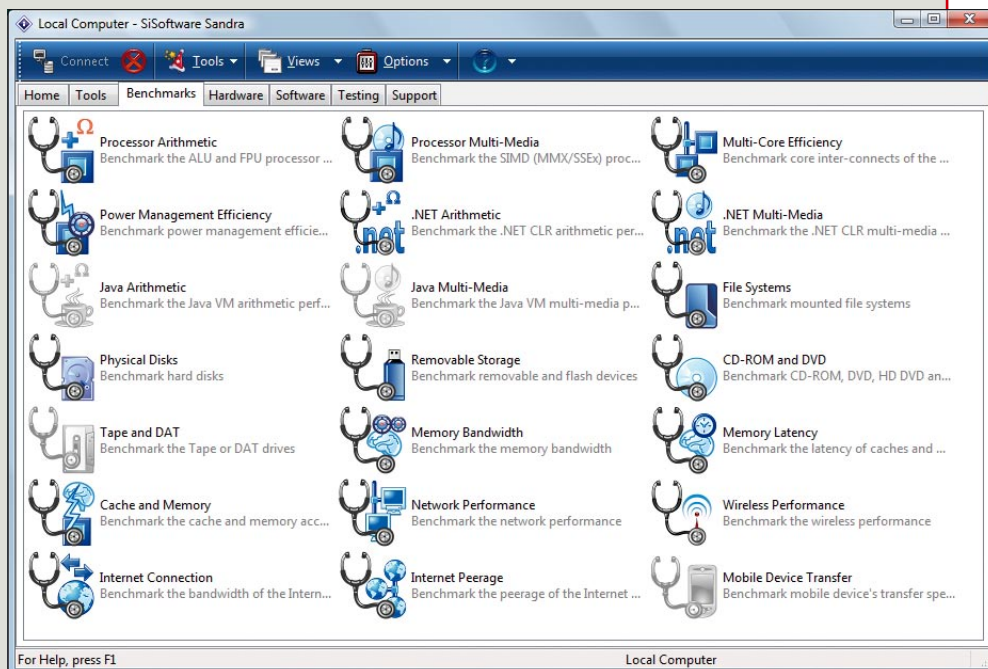 Local Computer - SiSoftware Sandra
Connect Tools Views Options
Home Tools Benchmarks Hardware Software Testing Support
Processor Arithmetic
Benchmark the ALU and FPU processor ...
Processor Multi-Media
Benchmark the SIMD (MMX/SSEx) proc...
Multi-Core Efficiency
Benchmark core inter-connects of the ...
Power Management Efficiency
Benchmark power management efficie...
.NET Arithmetic
Benchmark the .NET CLR arithmetic per...
.NET Multi-Media
Benchmark the .NET CLR multi-media ...
Java Arithmetic
Benchmark the Java VM arithmetic perf...
Java Multi-Media
Benchmark the Java VM multi-media p...
File Systems
Benchmark mounted file systems
Physical Disks
Benchmark hard disks
Removable Storage
Benchmark removable and flash devices
CD-ROM and DVD
Benchmark CD-ROM, DVD, HD DVD an...
Tape and DAT
Benchmark the Tape or DAT drives
Memory Bandwidth
Benchmark the memory bandwidth
Memory Latency
Benchmark the latency of caches and ...
Cache and Memory
Benchmark the cache and memory acc...
Network Performance
Benchmark the network performance
Wireless Performance
Benchmark the wireless performance
Internet Connection
Benchmark the bandwidth of the Intern...
Internet Peerage
Benchmark the peerage of the Internet ...
Mobile Device Transfer
Benchmark mobile device's transfer spe...
.net
.net
For Help, press F1
Local Computer